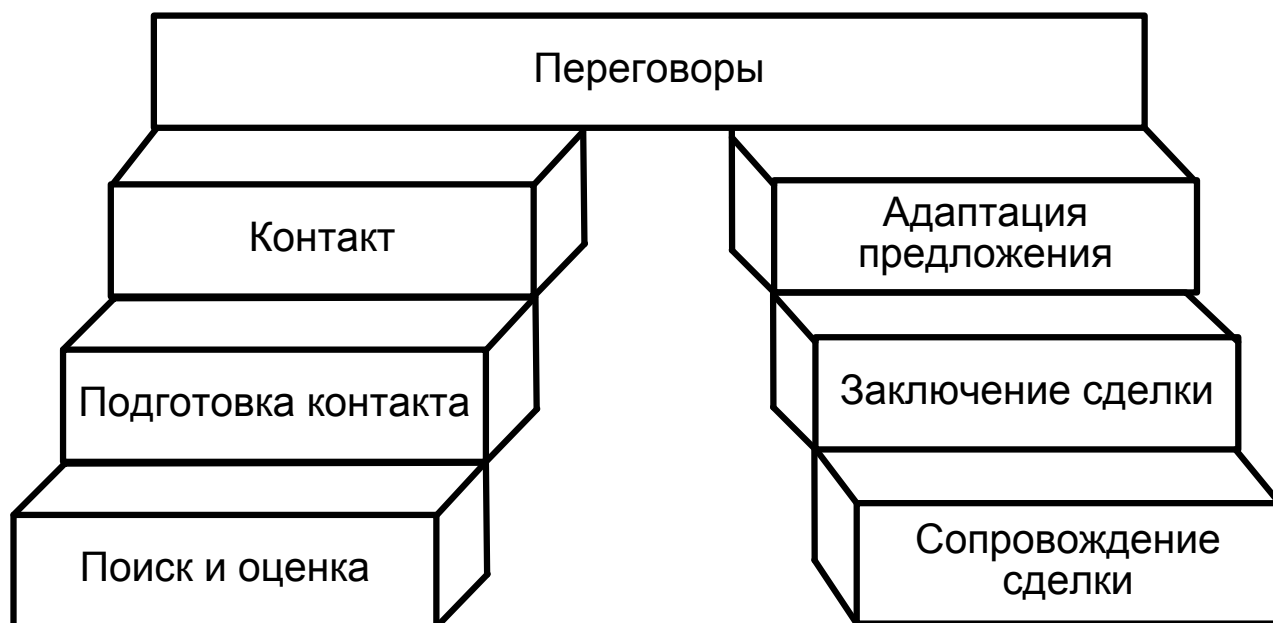 Переговоры
Контакт
Адаптация
предложения
Подготовка контакта
Заключение сделки
Поиск и оценка
Сопровождение
сделки